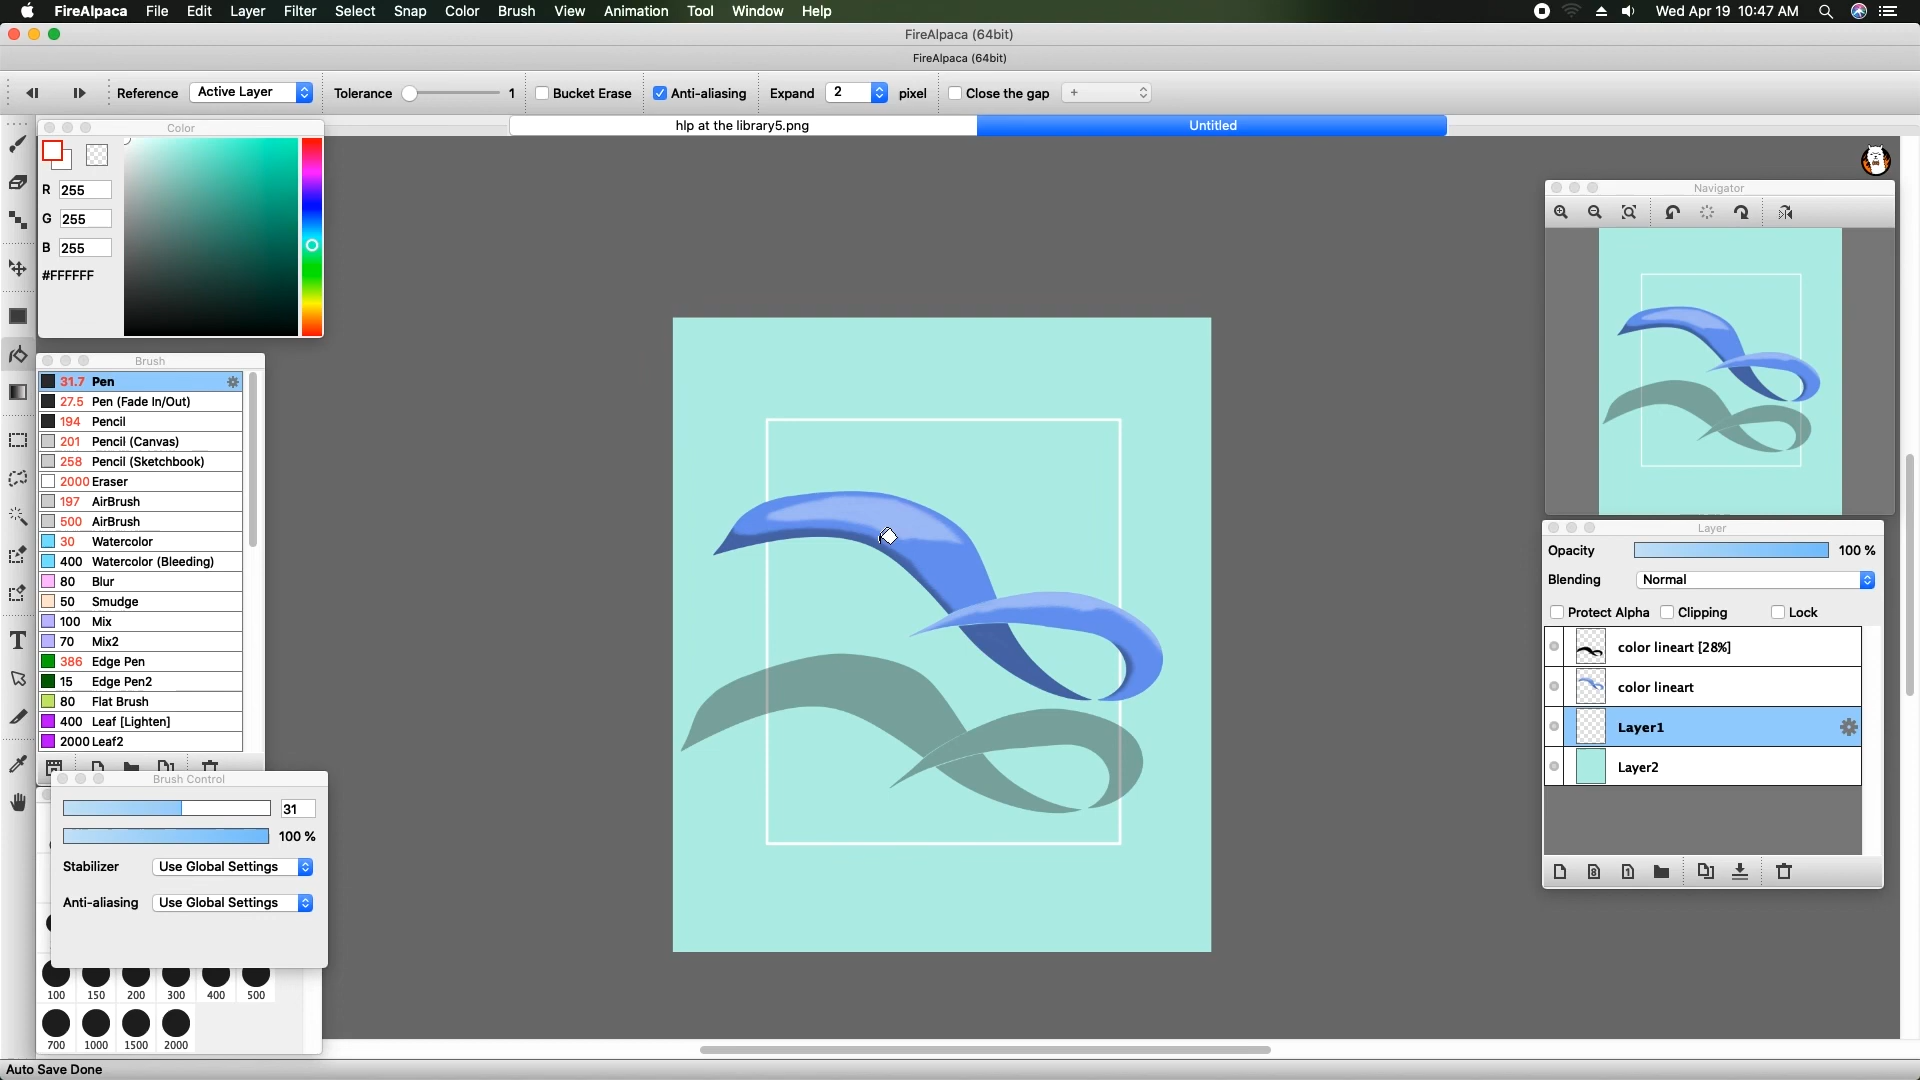 FireAlpaca File Edit Layer Filter Select Snap Color Brush View Animation Tool Window Help Wed Apr 19 10:47 AM
FireAlpaca (64bit)
FireAlpaca (64bit)
Reference Active Layer Tolerance 1 Bucket Erase Anti-aliasing Expand 2 pixel Close the gap +
hlp at the library5.png Untitled
Color
R 255
G 255
B 255
#FFFFFF
Brush
31.7 Pen
27.5 Pen (Fade In/Out)
194 Pencil
201 Pencil (Canvas)
258 Pencil (Sketchbook)
2000 Eraser
197 AirBrush
500 AirBrush
30 Watercolor
400 Watercolor (Bleeding)
80 Blur
50 Smudge
100 Mix
70 Mix2
386 Edge Pen
15 Edge Pen2
80 Flat Brush
400 Leaf [Lighten]
2000 Leaf2
Brush Control
31
100 %
Stabilizer Use Global Settings
Anti-aliasing Use Global Settings
100 150 200 300 400 500
700 1000 1500 2000
Auto Save Done
Navigator
Layer
Opacity 100 %
Blending Normal
Protect Alpha Clipping Lock
color lineart [28%]
color lineart
Layer1
Layer2